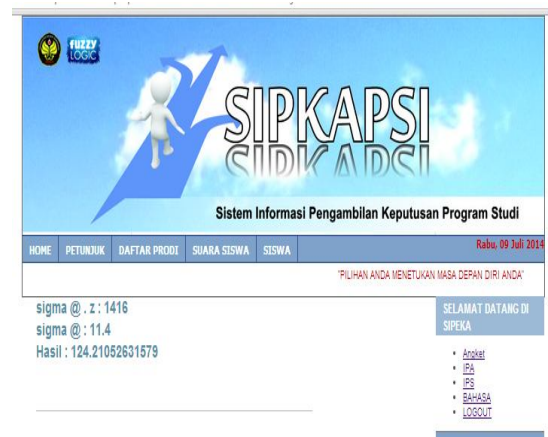 fuzzy
LOGIC
SIPKAPSI
Sistem Informasi Pengambilan Keputusan Program Studi
HOME PETUNJUK DAFTAR PRODI SUARA SISWA SISWA
Rabu, 09 Juli 2014
"PILIHAN ANDA MENETUKAN MASA DEPAN DIRI ANDA"
sigma @ . z : 1416
sigma @ : 11.4
Hasil : 124.21052631579
SELAMAT DATANG DI
SIPEKA
Angket
IPA
IPS
BAHASA
LOGOUT